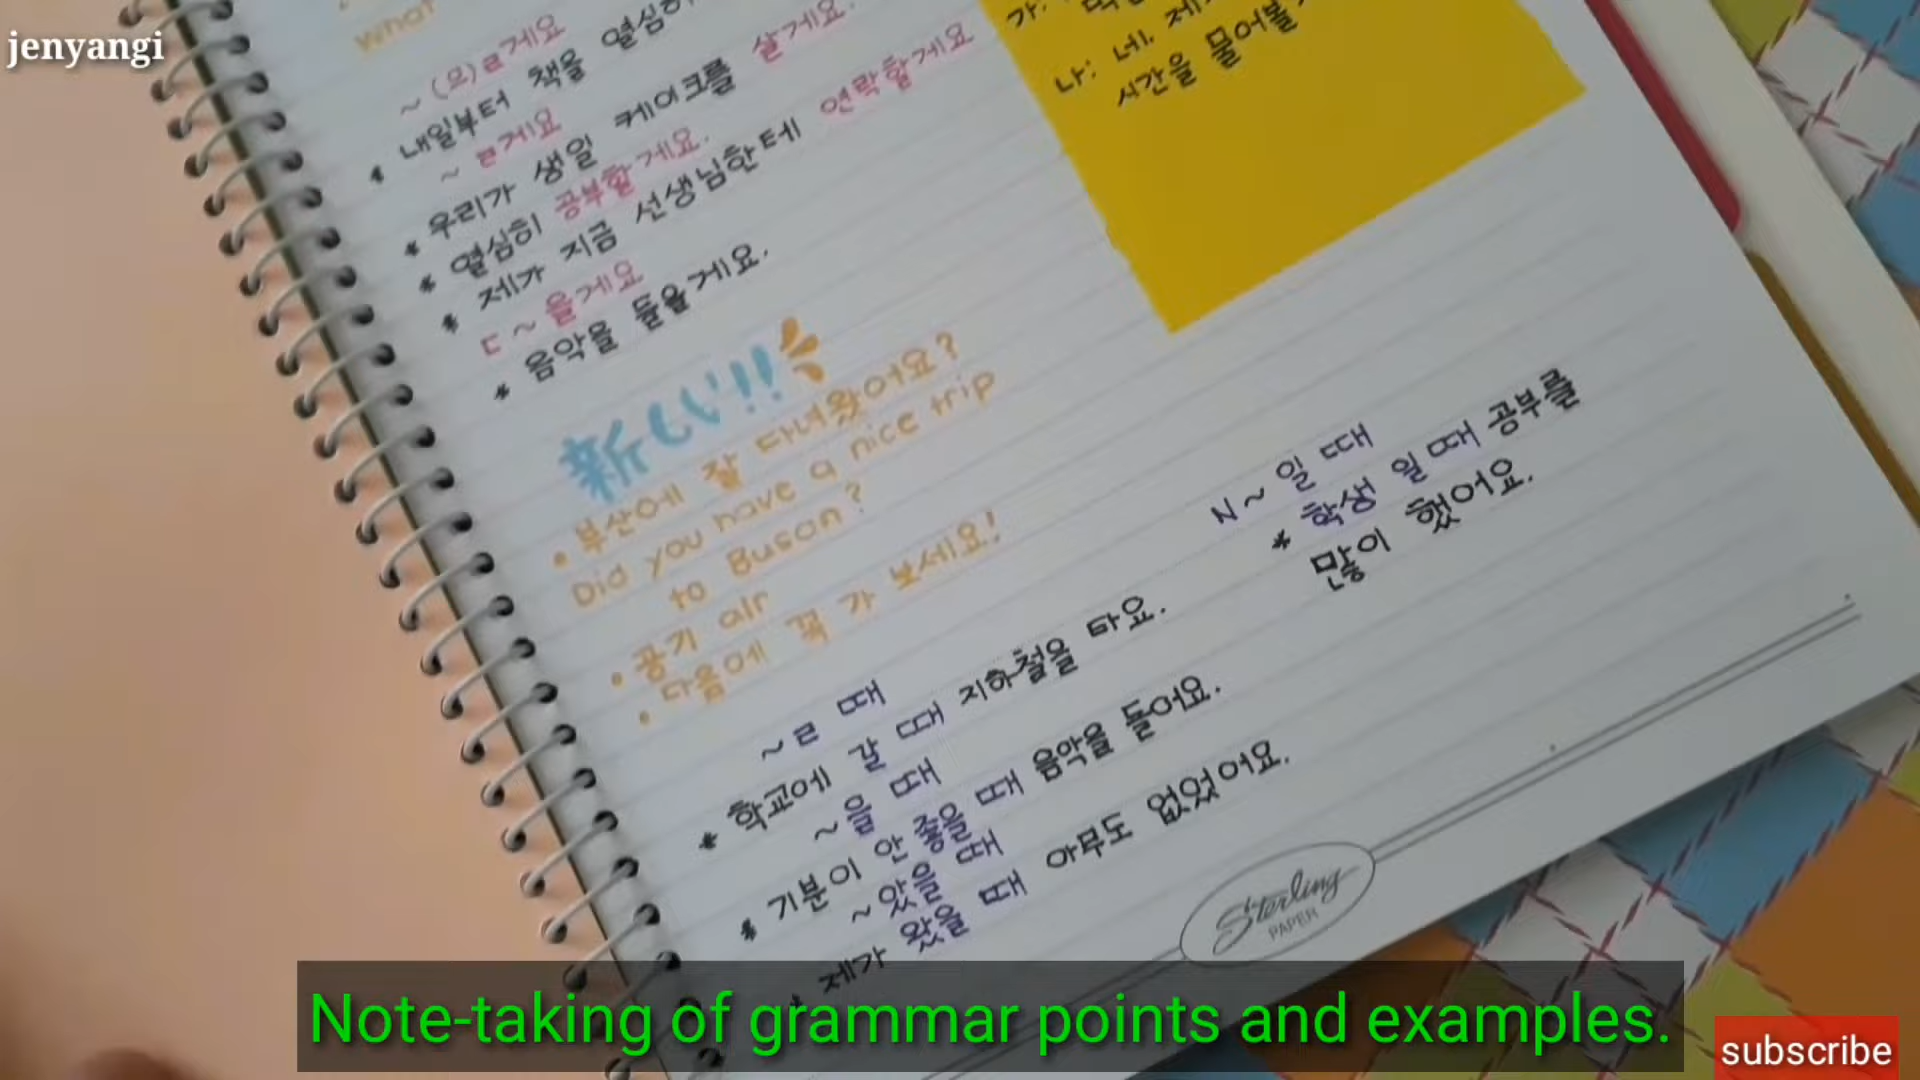 jenyangi
what
~ (으)ㄹ게요
* 내일부터 책을 열심히
~ ㄹ게요
* 우리가 생일 케이크를 살게요.
* 열심히 공부할게요.
* 제가 지금 선생님한테 연락할게요
ㄷ ~ 을게요
* 음악을 들을게요.
가:
나: 네, 제가
시간을 물어볼
新しい!!
• 부산에 잘 다녀왔어요?
Did you have a nice trip
to Busan?
• 공기 air
• 다음에 꼭 가 보세요!
N ~ 일 때
* 학생 일 때 공부를
많이 했어요.
~ ㄹ 때
* 학교에 갈 때 지하철을 타요.
~ 을 때
* 기분이 안 좋을 때 음악을 들어요.
~ 았을 때
* 제가 왔을 때 아무도 없었어요.
Sterling
PAPER
Note-taking of grammar points and examples.
subscribe